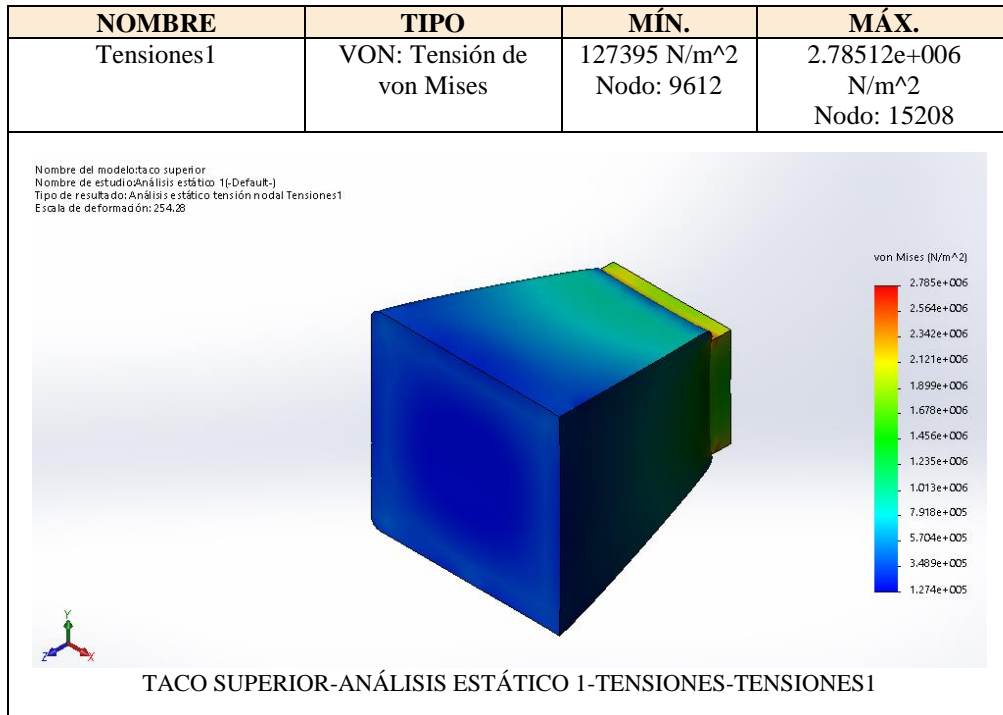 NOMBRE TIPO MÍN. MÁX.
Tensiones1 VON: Tensión de 127395 N/m^2 2.78512e+006
von Mises Nodo: 9612 N/m^2
Nodo: 15208
Nombre del modelo:taco superior
Nombre de estudio:Análisis estático 1(-Default-)
Tipo de resultado: Análisis estático tensión nodal Tensiones1
Escala de deformación: 254.28
von Mises (N/m^2)
2.785e+006
2.564e+006
2.342e+006
2.121e+006
1.899e+006
1.678e+006
1.456e+006
1.235e+006
1.013e+006
7.918e+005
5.704e+005
3.489e+005
1.274e+005
Y
Z X
TACO SUPERIOR-ANÁLISIS ESTÁTICO 1-TENSIONES-TENSIONES1